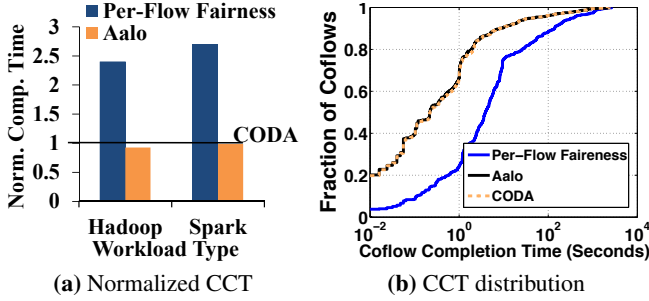 Per-Flow Fairness
Aalo
Norm. Comp. Time
3
2.5
2
1.5
1
0.5
0
CODA
Hadoop Spark
Workload Type
(a) Normalized CCT
Fraction of Coflows
1
0.8
0.6
0.4
0.2
0
Per-Flow Faireness
Aalo
CODA
10^-2 10^0 10^2 10^4
Coflow Completion Time (Seconds)
(b) CCT distribution